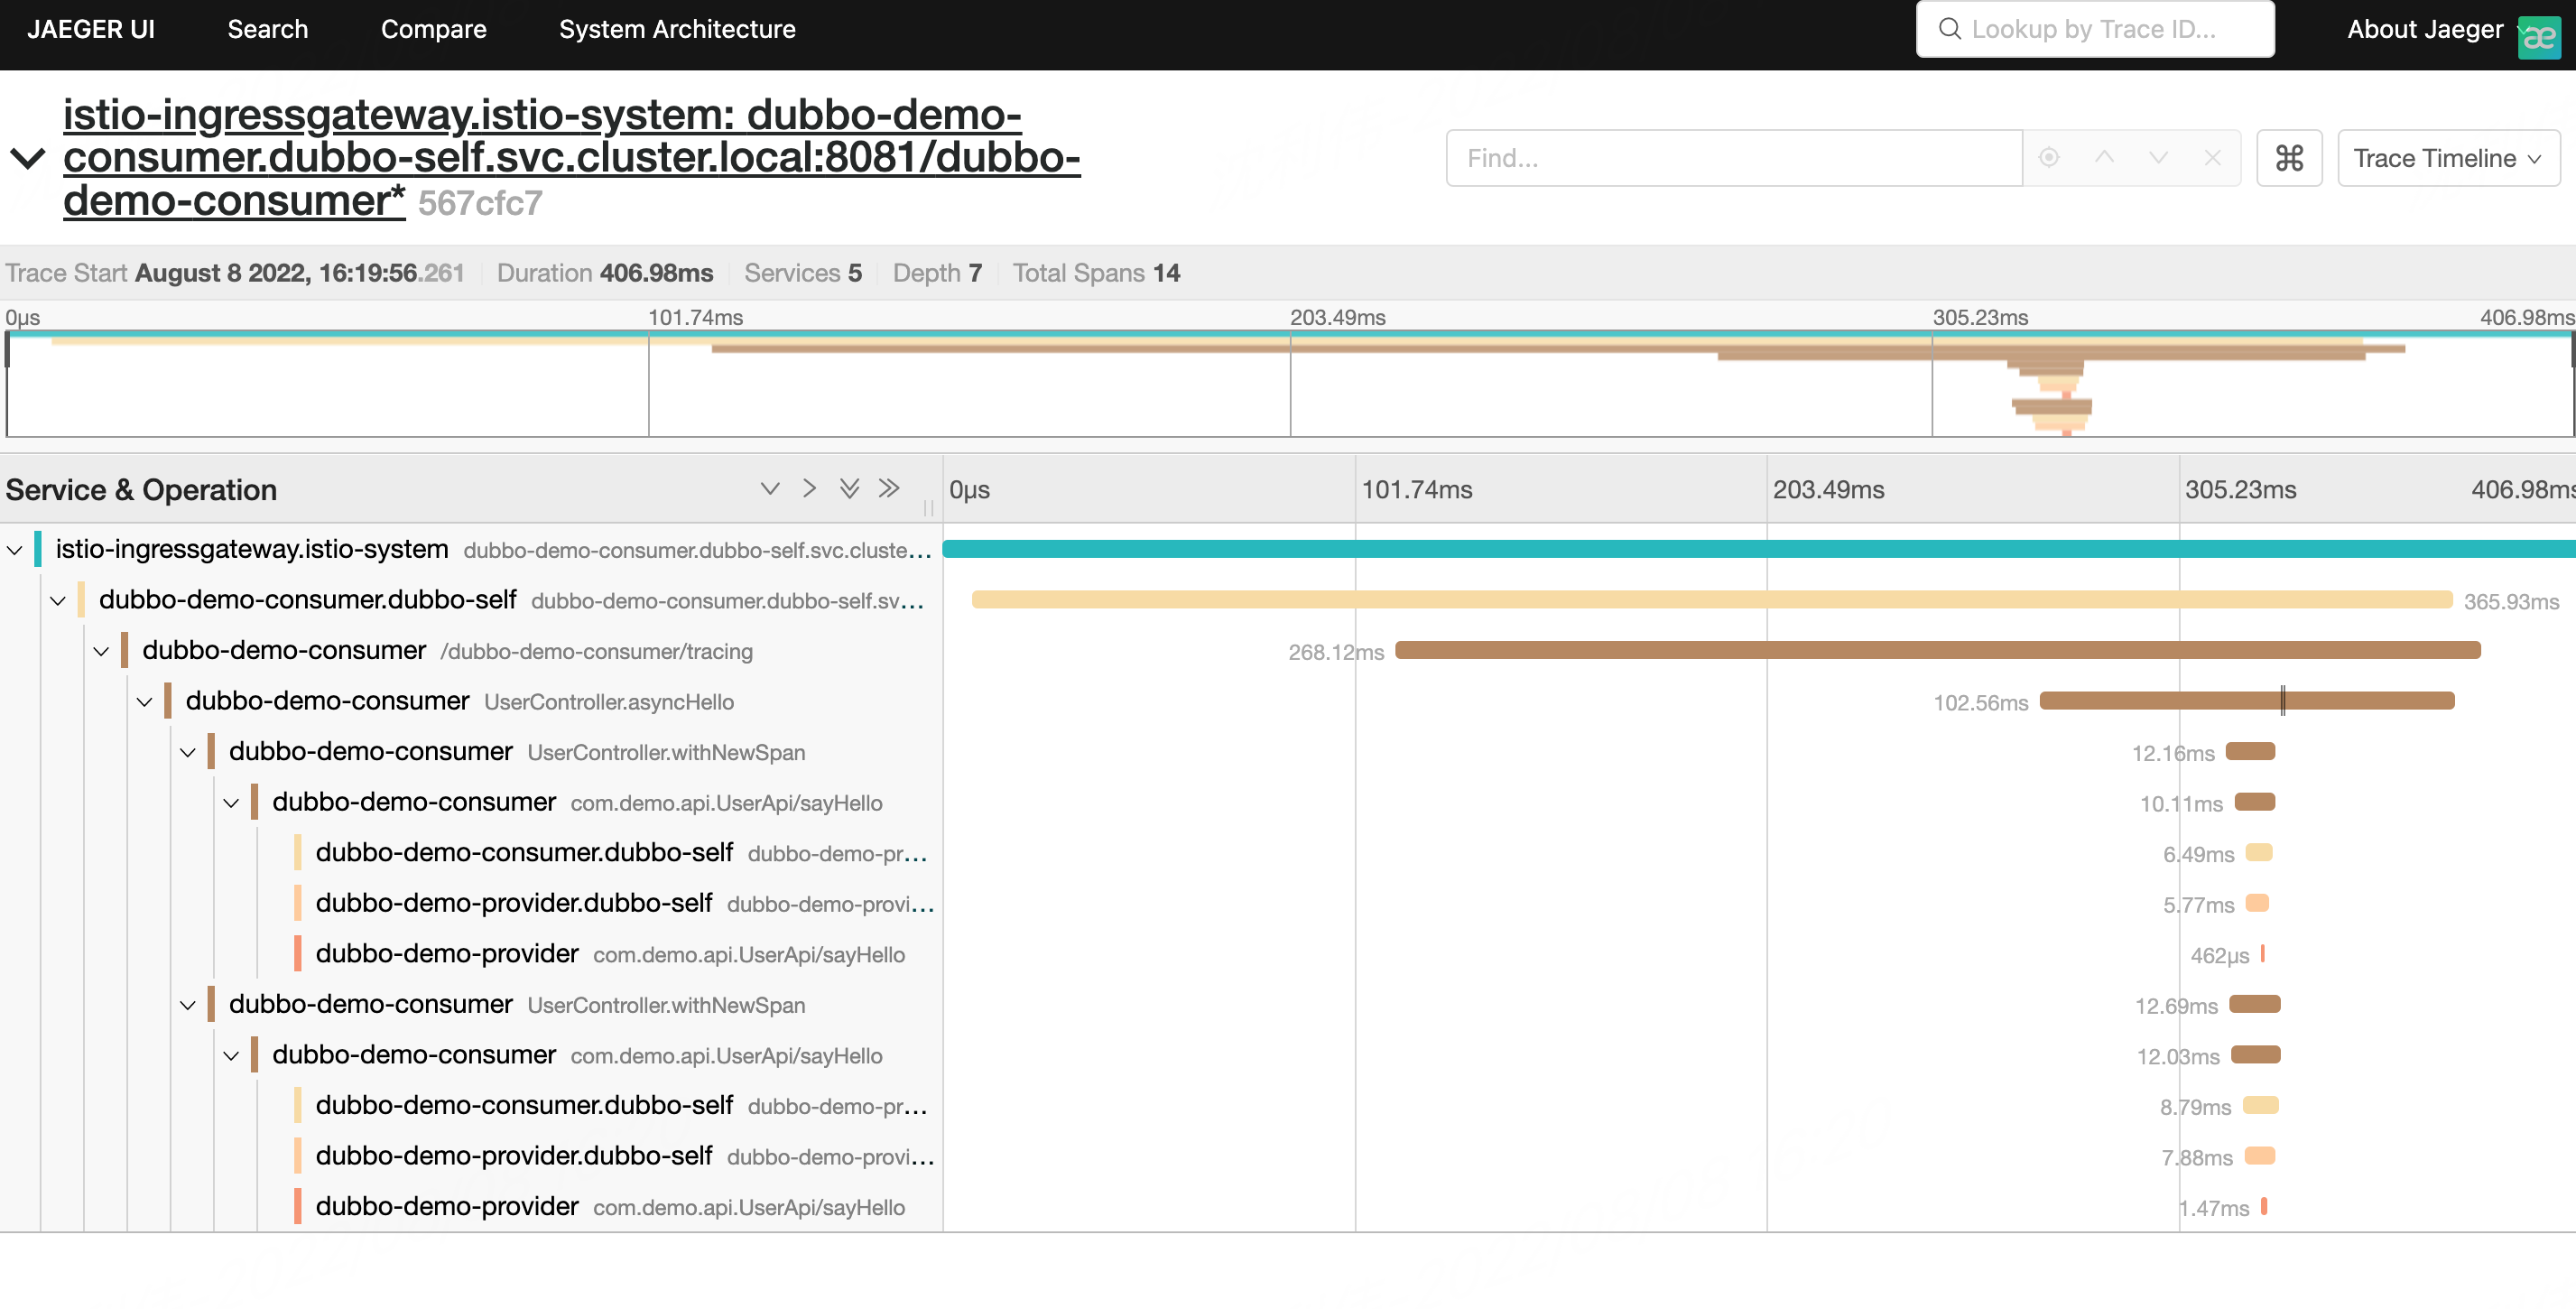 JAEGER UI Search Compare System Architecture Lookup by Trace ID... About Jaeger
istio-ingressgateway.istio-system: dubbo-demo-
consumer.dubbo-self.svc.cluster.local:8081/dubbo-
demo-consumer* 567cfc7
Find... Trace Timeline
Trace Start August 8 2022, 16:19:56.261 Duration 406.98ms Services 5 Depth 7 Total Spans 14
0μs 101.74ms 203.49ms 305.23ms 406.98ms
Service & Operation 0μs 101.74ms 203.49ms 305.23ms 406.98ms
istio-ingressgateway.istio-system dubbo-demo-consumer.dubbo-self.svc.cluste...
dubbo-demo-consumer.dubbo-self dubbo-demo-consumer.dubbo-self.sv... 365.93ms
dubbo-demo-consumer /dubbo-demo-consumer/tracing 268.12ms
dubbo-demo-consumer UserController.asyncHello 102.56ms
dubbo-demo-consumer UserController.withNewSpan 12.16ms
dubbo-demo-consumer com.demo.api.UserApi/sayHello 10.11ms
dubbo-demo-consumer.dubbo-self dubbo-demo-pr... 6.49ms
dubbo-demo-provider.dubbo-self dubbo-demo-provi... 5.77ms
dubbo-demo-provider com.demo.api.UserApi/sayHello 462μs
dubbo-demo-consumer UserController.withNewSpan 12.69ms
dubbo-demo-consumer com.demo.api.UserApi/sayHello 12.03ms
dubbo-demo-consumer.dubbo-self dubbo-demo-pr... 8.79ms
dubbo-demo-provider.dubbo-self dubbo-demo-provi... 7.88ms
dubbo-demo-provider com.demo.api.UserApi/sayHello 1.47ms